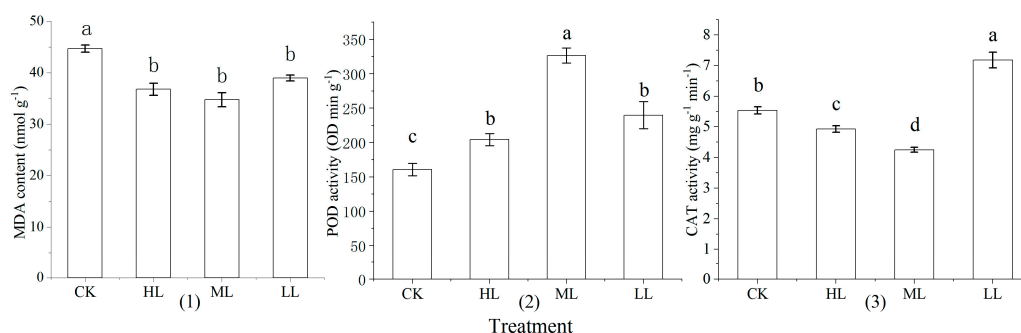 MDA content (nmol g-1)
50
40
30
20
10
0
a
b
b
b
CK
HL
ML
LL
(1)
POD activity (OD min g-1)
350
300
250
200
150
100
50
0
c
b
a
b
CK
HL
ML
LL
(2)
CAT activity (mg g-1 min-1)
8
7
6
5
4
3
2
1
0
b
c
d
a
CK
HL
ML
LL
(3)
Treatment